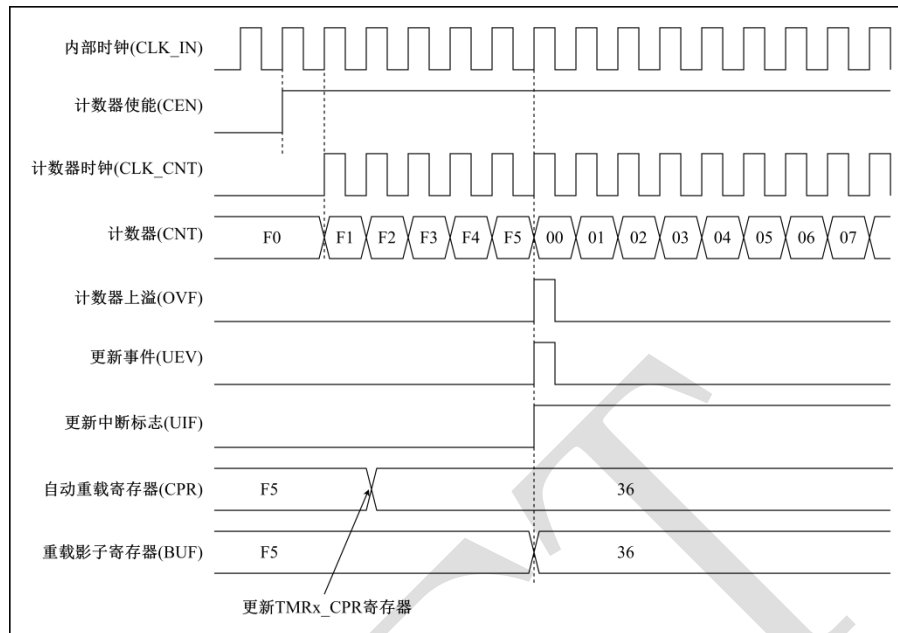 内部时钟(CLK_IN)
计数器使能(CEN)
计数器时钟(CLK_CNT)
计数器(CNT) F0 F1 F2 F3 F4 F5 00 01 02 03 04 05 06 07
计数器上溢(OVF)
更新事件(UEV)
更新中断标志(UIF)
自动重载寄存器(CPR) F5 36
重载影子寄存器(BUF) F5 36
更新TMRx_CPR寄存器